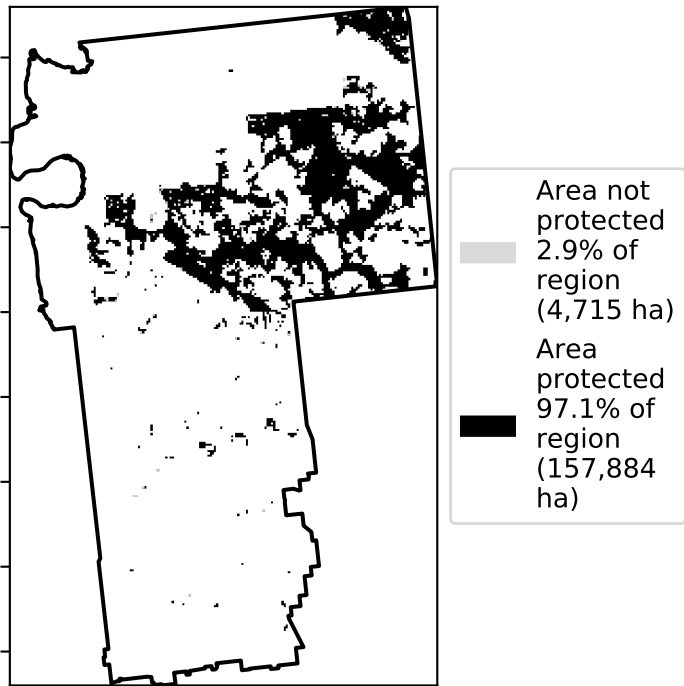 Area not
protected
2.9% of
region
(4,715 ha)
Area
protected
97.1% of
region
(157,884
ha)